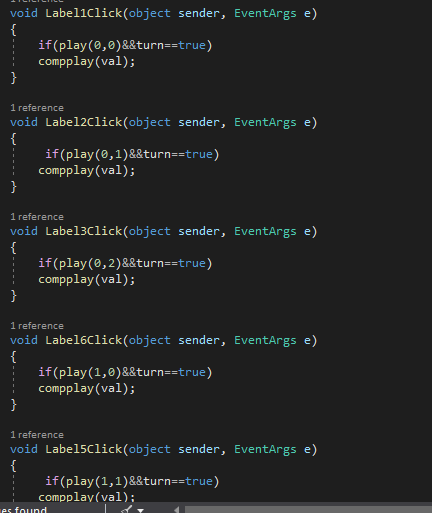 1 reference
void Label1Click(object sender, EventArgs e)
{
if(play(0,0)&&turn==true)
compplay(val);
}
1 reference
void Label2Click(object sender, EventArgs e)
{
if(play(0,1)&&turn==true)
compplay(val);
}
1 reference
void Label3Click(object sender, EventArgs e)
{
if(play(0,2)&&turn==true)
compplay(val);
}
1 reference
void Label6Click(object sender, EventArgs e)
{
if(play(1,0)&&turn==true)
compplay(val);
}
1 reference
void Label5Click(object sender, EventArgs e)
{
if(play(1,1)&&turn==true)
compplay(val);
found